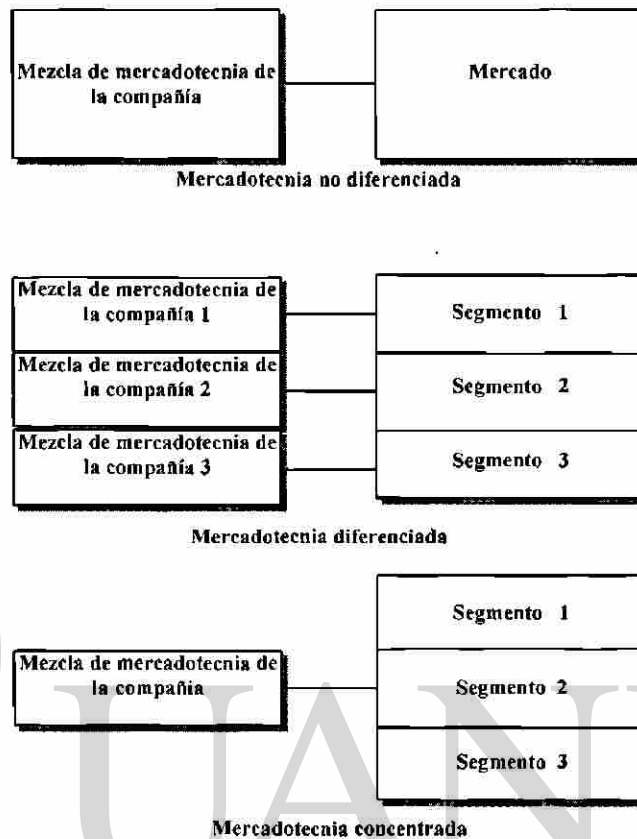 Mezcla de mercadotecnia de
la compañía
Mercado
Mercadotecnia no diferenciada
Mezcla de mercadotecnia de
la compañía 1
Segmento 1
Mezcla de mercadotecnia de
la compañía 2
Segmento 2
Mezcla de mercadotecnia de
la compañía 3
Segmento 3
Mercadotecnia diferenciada
Segmento 1
Mezcla de mercadotecnia de
la compañia
Segmento 2
Segmento 3
Mercadotecnia concentrada
UAN